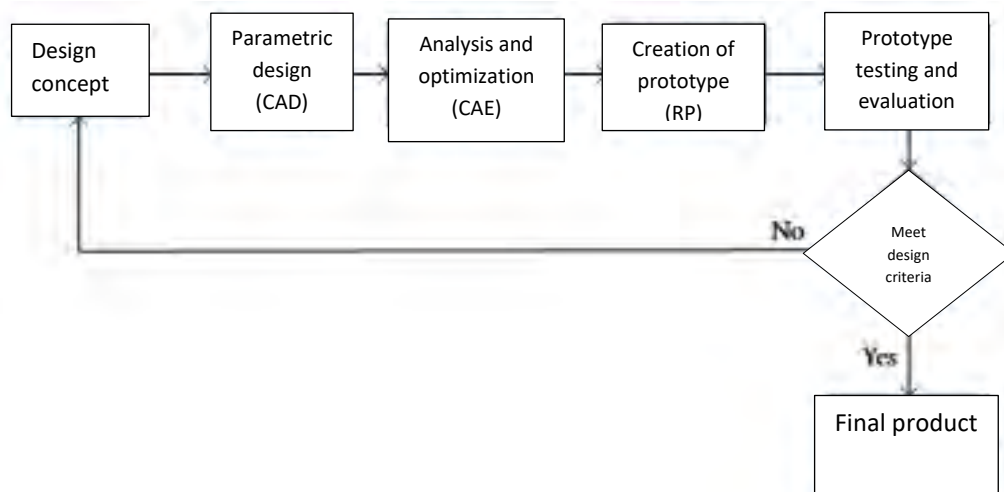 Design
concept
Parametric
design
(CAD)
Analysis and
optimization
(CAE)
Creation of
prototype
(RP)
Prototype
testing and
evaluation
No
Meet
design
criteria
Yes
Final product